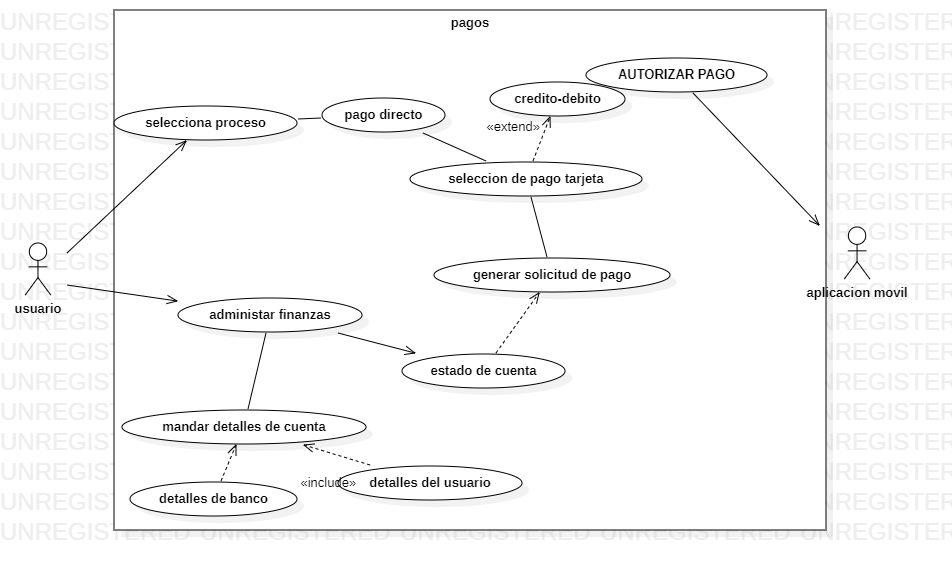 pagos
AUTORIZAR PAGO
credito-debito
pago directo
selecciona proceso
«extend»
seleccion de pago tarjeta
generar solicitud de pago
aplicacion movil
usuario
administar finanzas
estado de cuenta
mandar detalles de cuenta
«include»
detalles del usuario
detalles de banco
UNREGISTERED UNREGISTERED UNREGISTERED